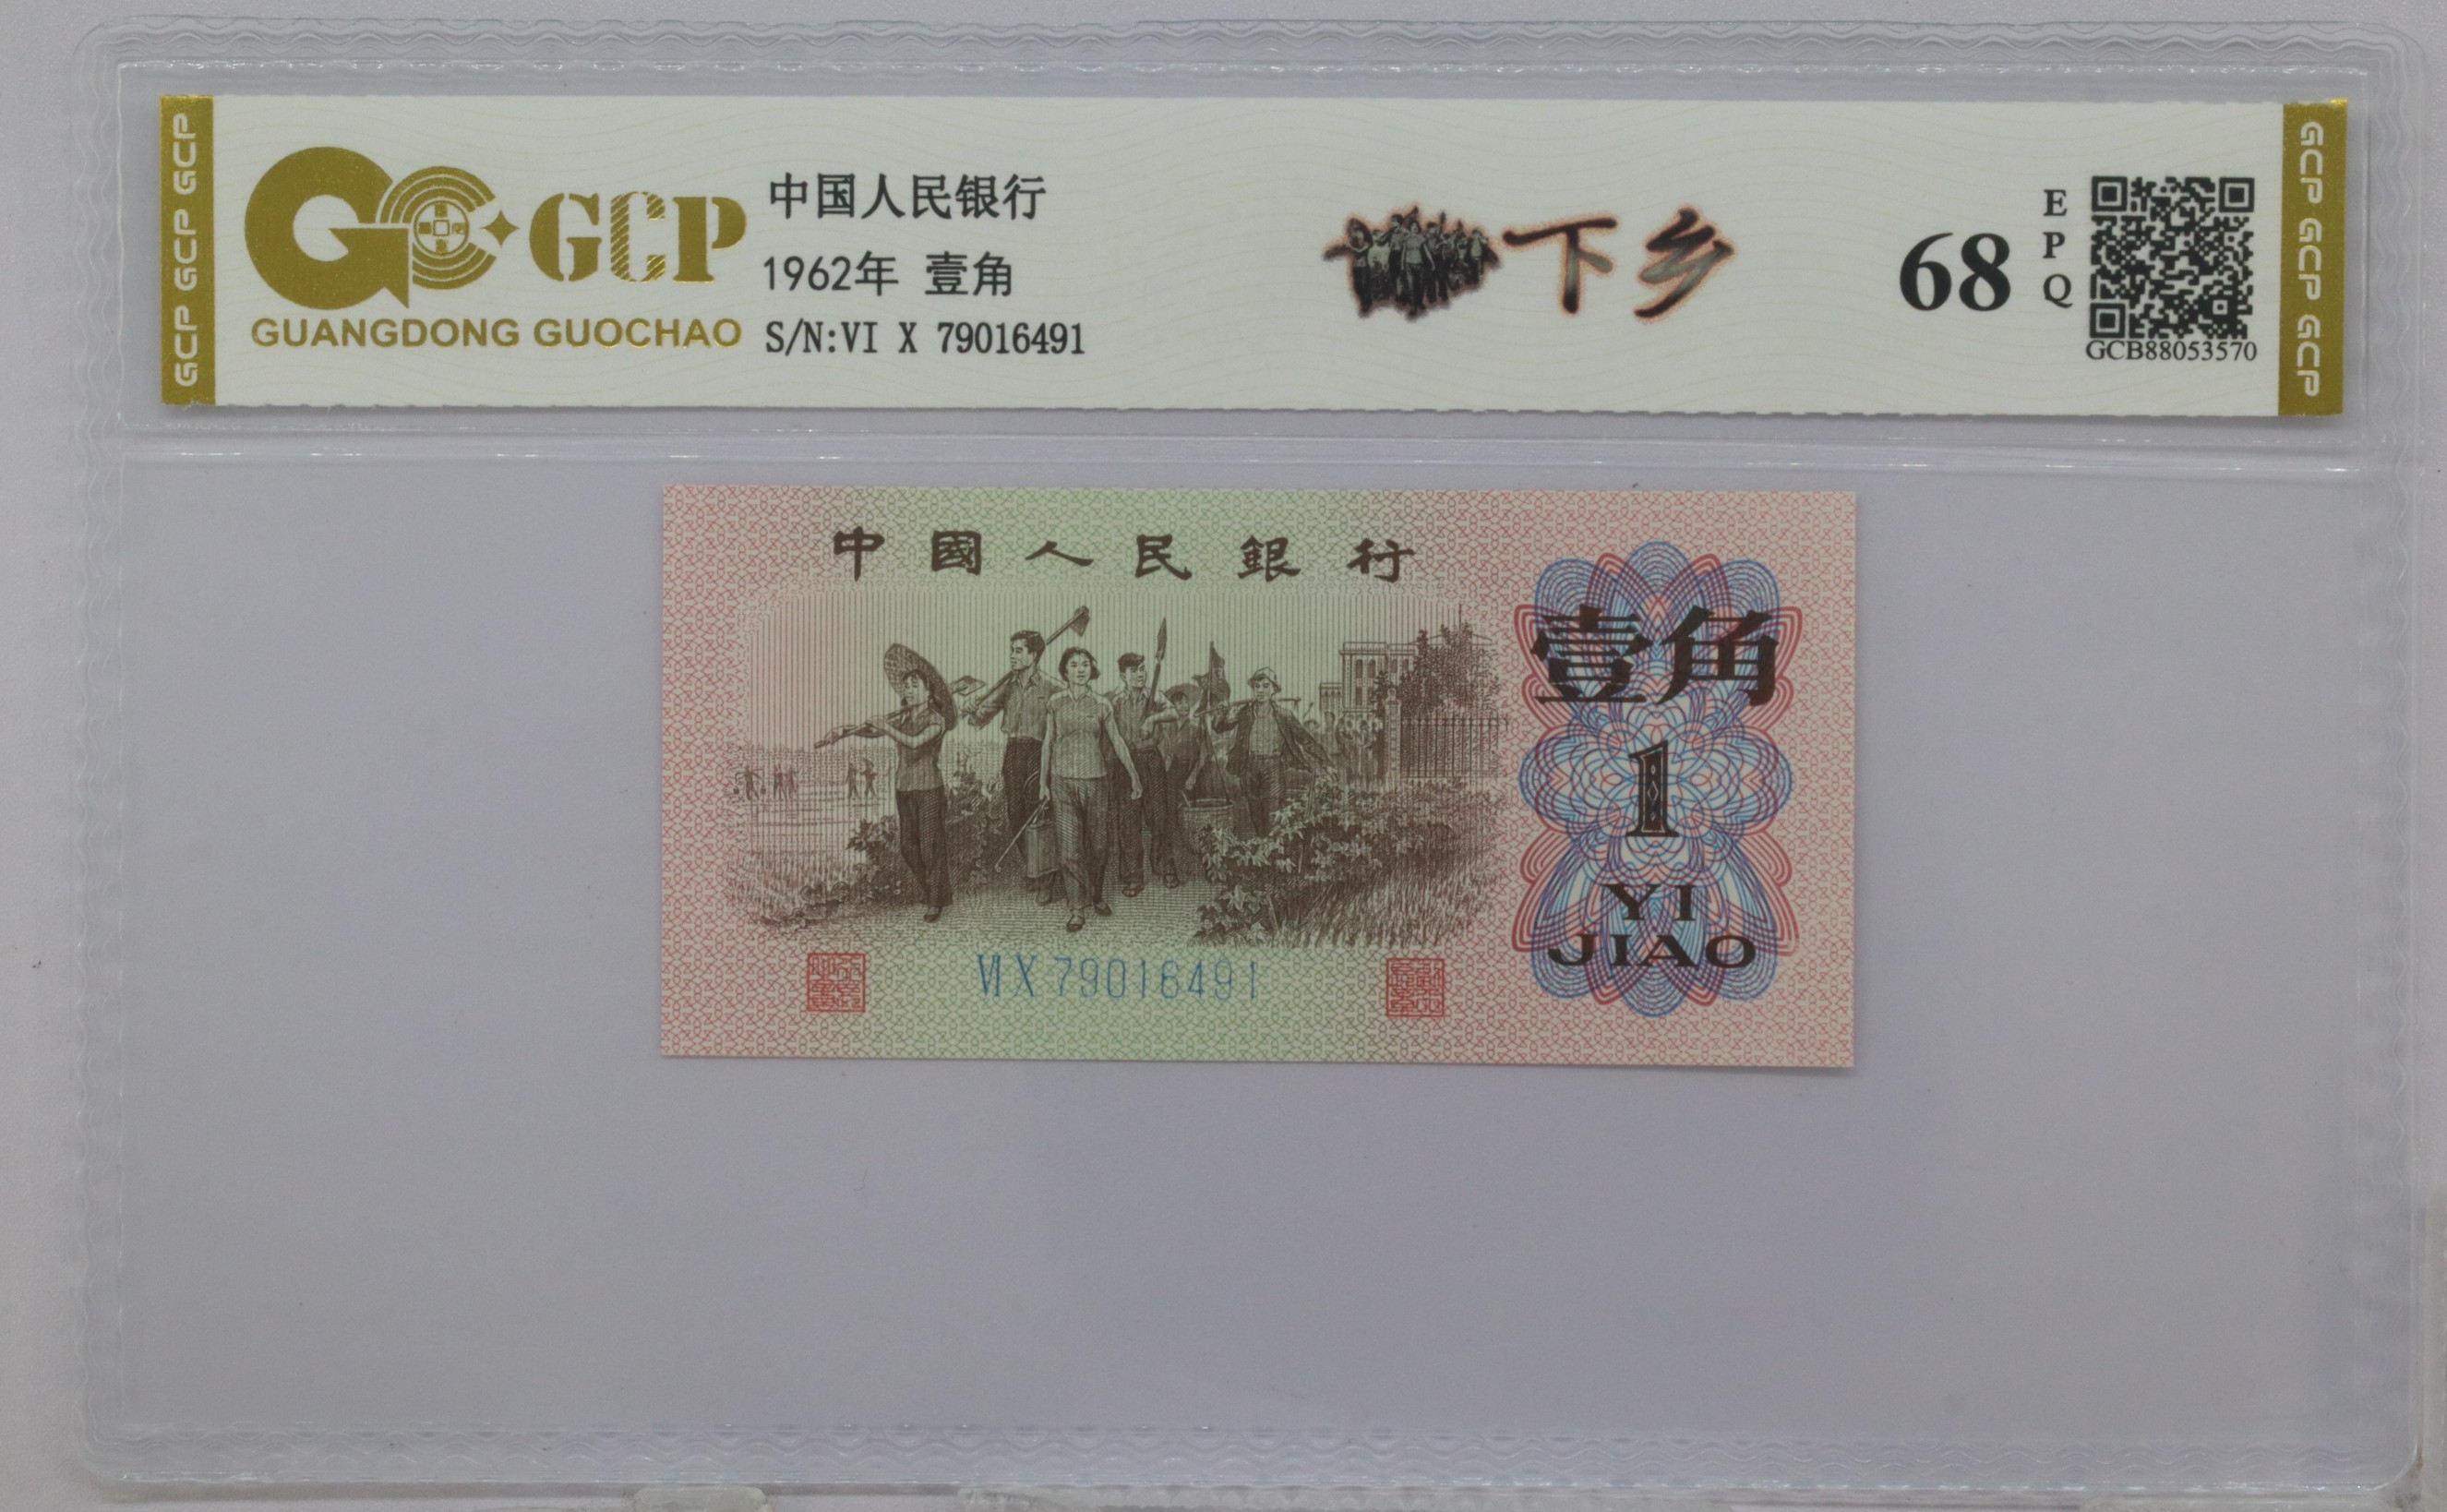 GCP GCP GCP
GCP
GUANGDONG GUOCHAO
中国人民银行
1962年 壹角
S/N:VI X 79016491
下乡
68
EPQ
GCB88053570
GCP GCP GCP
中國人民銀行
壹角
1
YI
JIAO
VI X 79016491